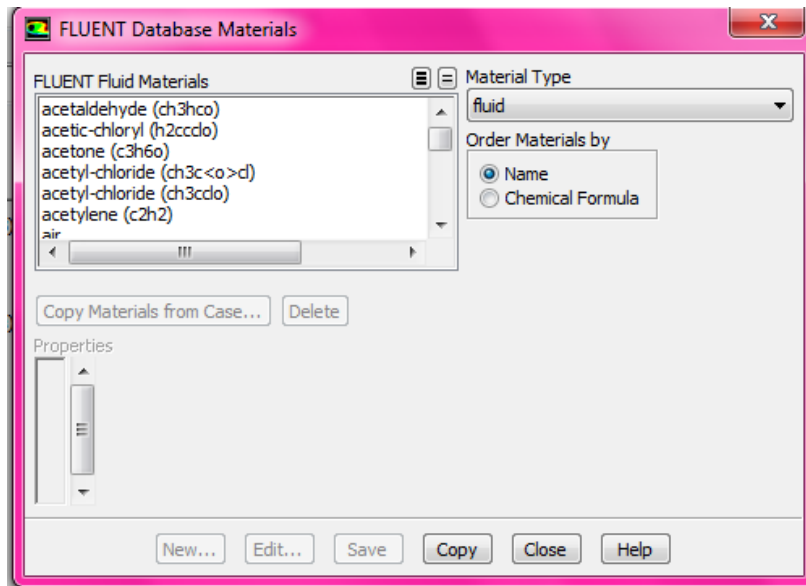 FLUENT Database Materials
x
FLUENT Fluid Materials
acetaldehyde (ch3hco)
acetic-chloryl (h2ccclo)
acetone (c3h6o)
acetyl-chloride (ch3c<o>cl)
acetyl-chloride (ch3cclo)
acetylene (c2h2)
air
Material Type
fluid
Order Materials by
Name
Chemical Formula
Copy Materials from Case...
Delete
Properties
New...
Edit...
Save
Copy
Close
Help